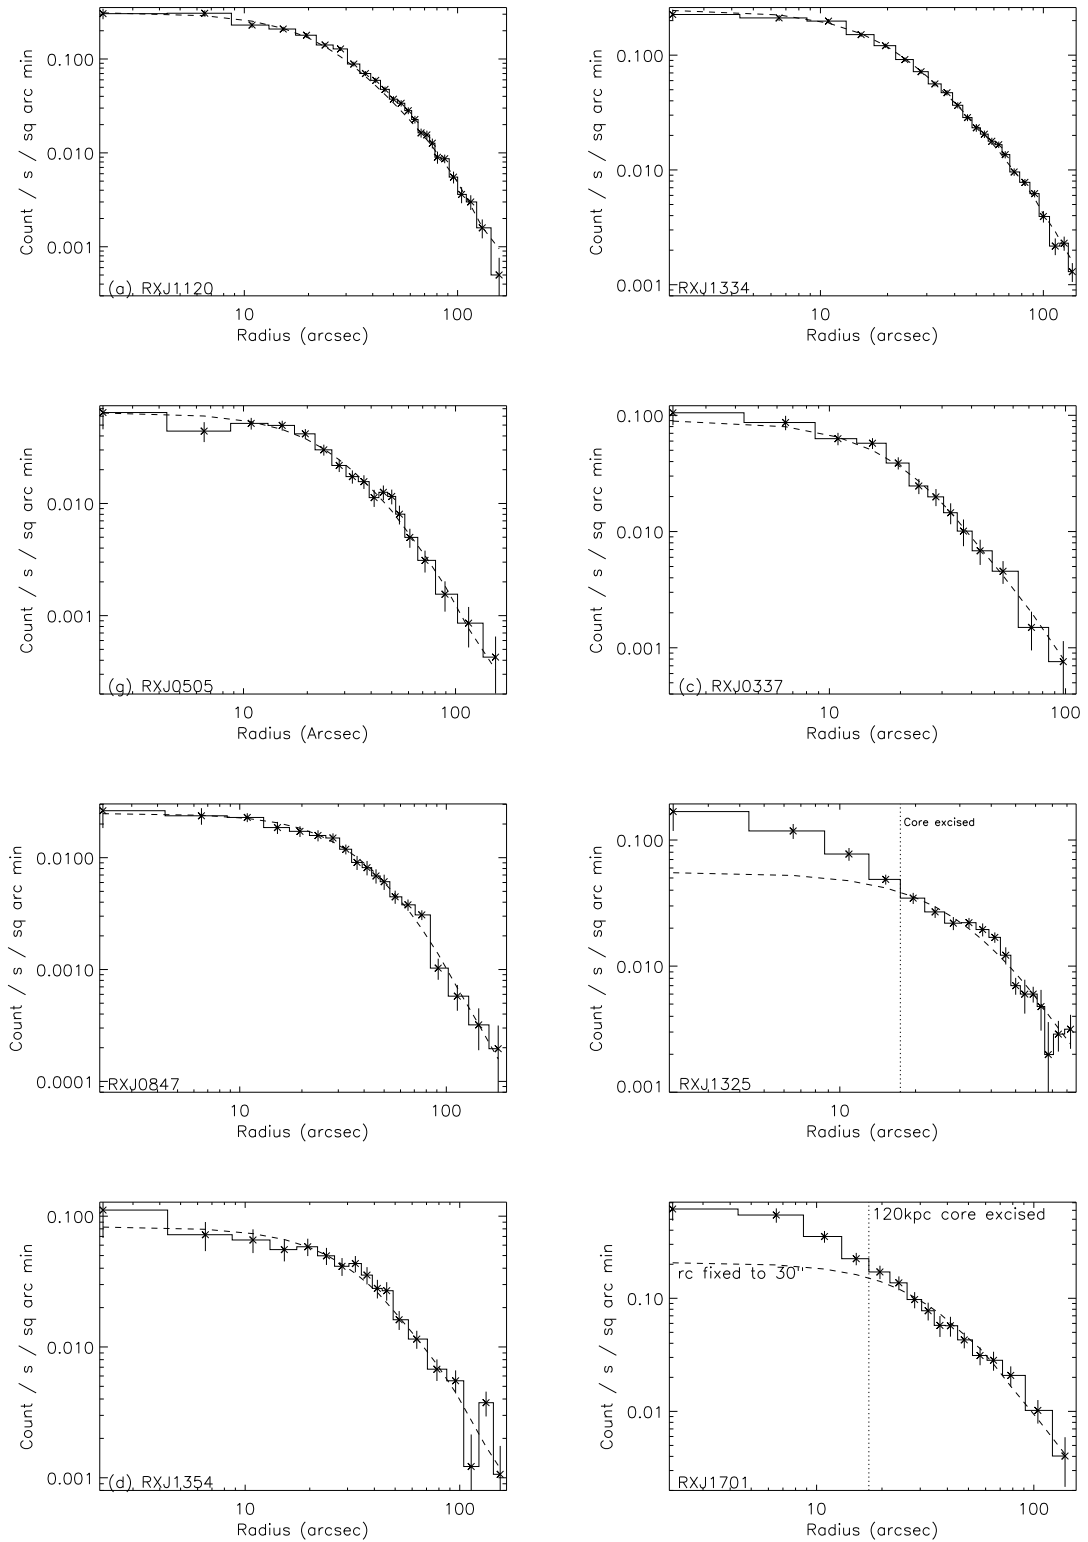 Count / s / sq arc min
0.100
0.010
0.001
(a) RXJ1120
10
100
Radius (arcsec)
Count / s / sq arc min
0.100
0.010
0.001
RXJ1334
10
100
Radius (arcsec)
Count / s / sq arc min
0.010
0.001
(g) RXJ0505
10
100
Radius (Arcsec)
Count / s / sq arc min
0.100
0.010
0.001
(c) RXJ0337
10
100
Radius (arcsec)
Count / s / sq arc min
0.0100
0.0010
0.0001
RXJ0847
10
100
Radius (arcsec)
Count / s / sq arc min
0.100
0.010
0.001
Core excised
RXJ1325
10
Radius (arcsec)
Count / s / sq arc min
0.100
0.010
0.001
(d) RXJ1354
10
100
Radius (arcsec)
Count / s / sq arc min
0.10
0.01
120kpc core excised
rc fixed to 30"
RXJ1701
10
100
Radius (arcsec)